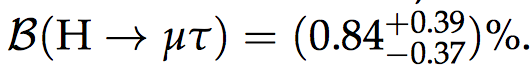 𝓑(H → μτ) = (0.84^{+0.39}_{−0.37})%.